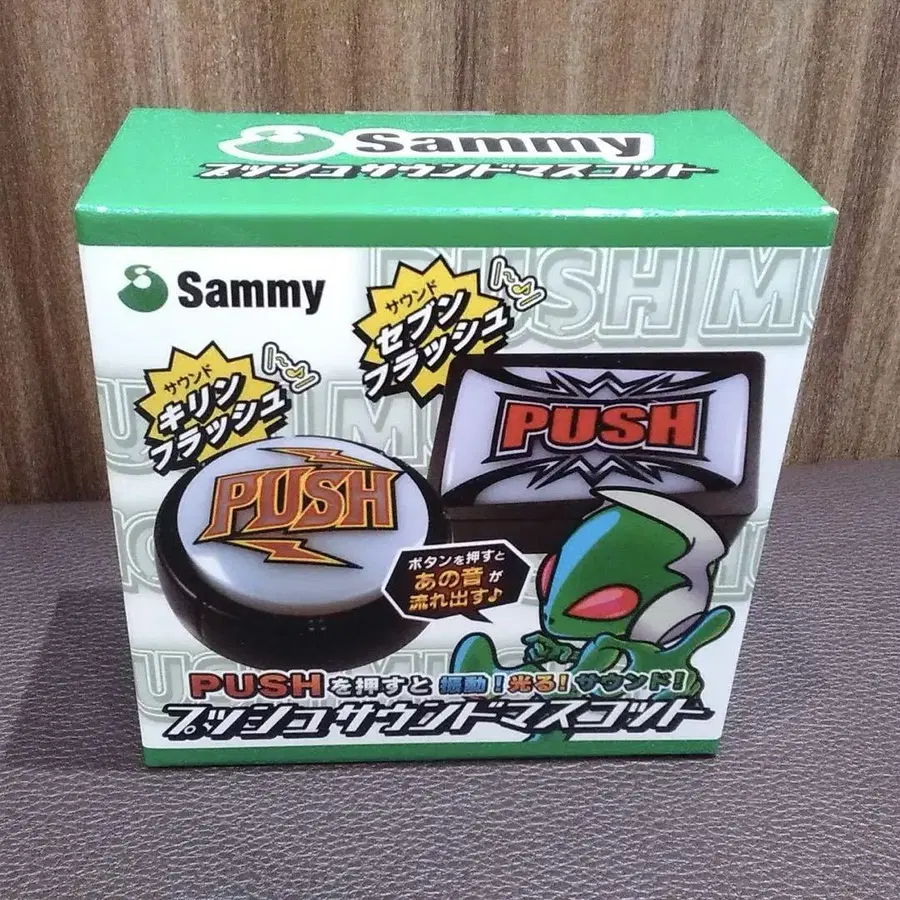 Sammy
プッシュサウンドマスコット
Sammy
サウンド
セブン
フラッシュ
サウンド
キリン
フラッシュ
PUSH
PUSH
ボタンを押すと
あの音が
流れ出す♪
PUSHを押すと振動!光る!サウンド!
プッシュサウンドマスコット